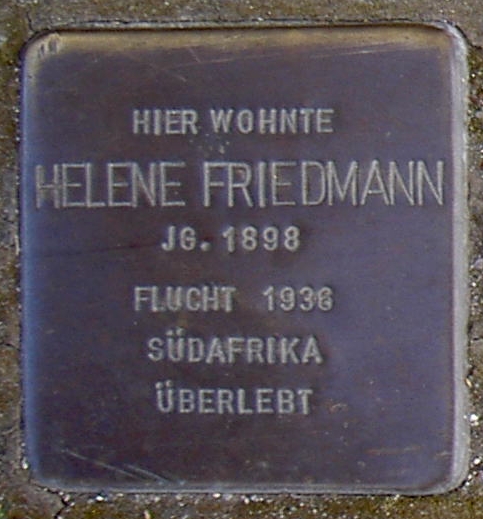 HIER WOHNTE
HELENE FRIEDMANN
JG. 1898
FLUCHT 1936
SÜDAFRIKA
ÜBERLEBT